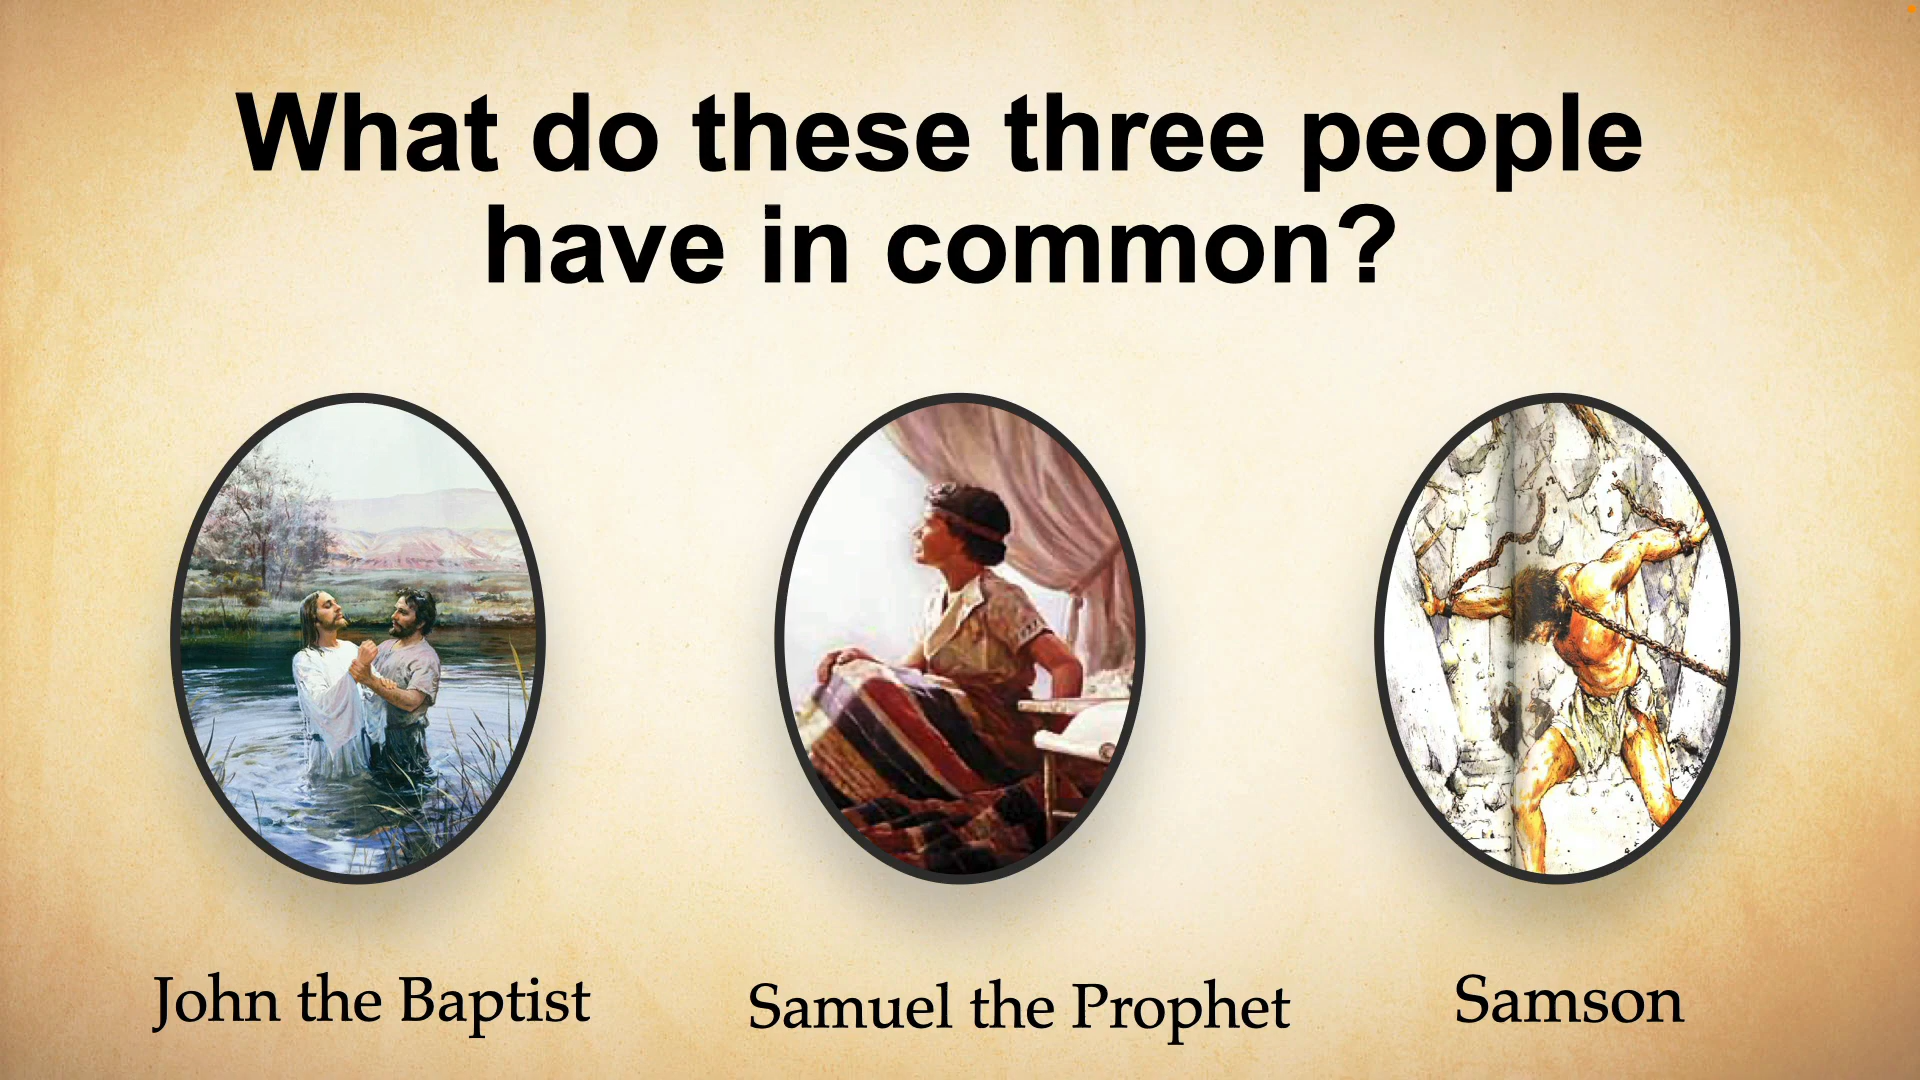 What do these three people
have in common?
John the Baptist
Samuel the Prophet
Samson